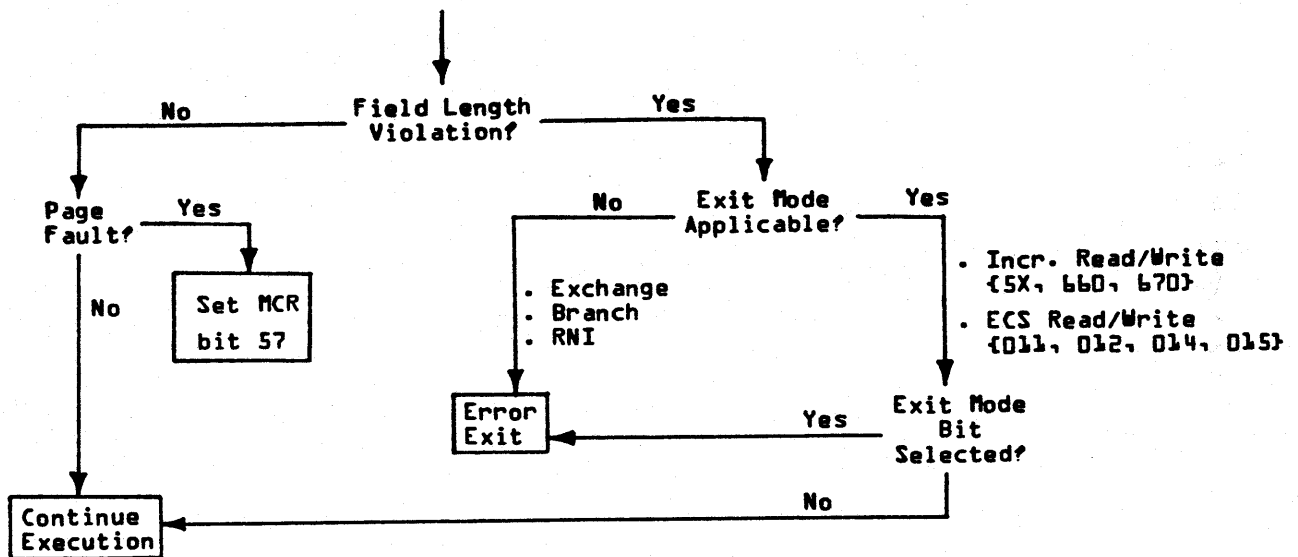 No
Field Length
Violation?
Yes
Page
Fault?
Yes
No
Exit Mode
Applicable?
Yes
Set MCR
bit 57
No
. Exchange
. Branch
. RNI
. Incr. Read/Write
{5X, 660, 670}
. ECS Read/Write
{011, 012, 014, 015}
Error
Exit
Yes
Exit Mode
Bit
Selected?
No
Continue
Execution